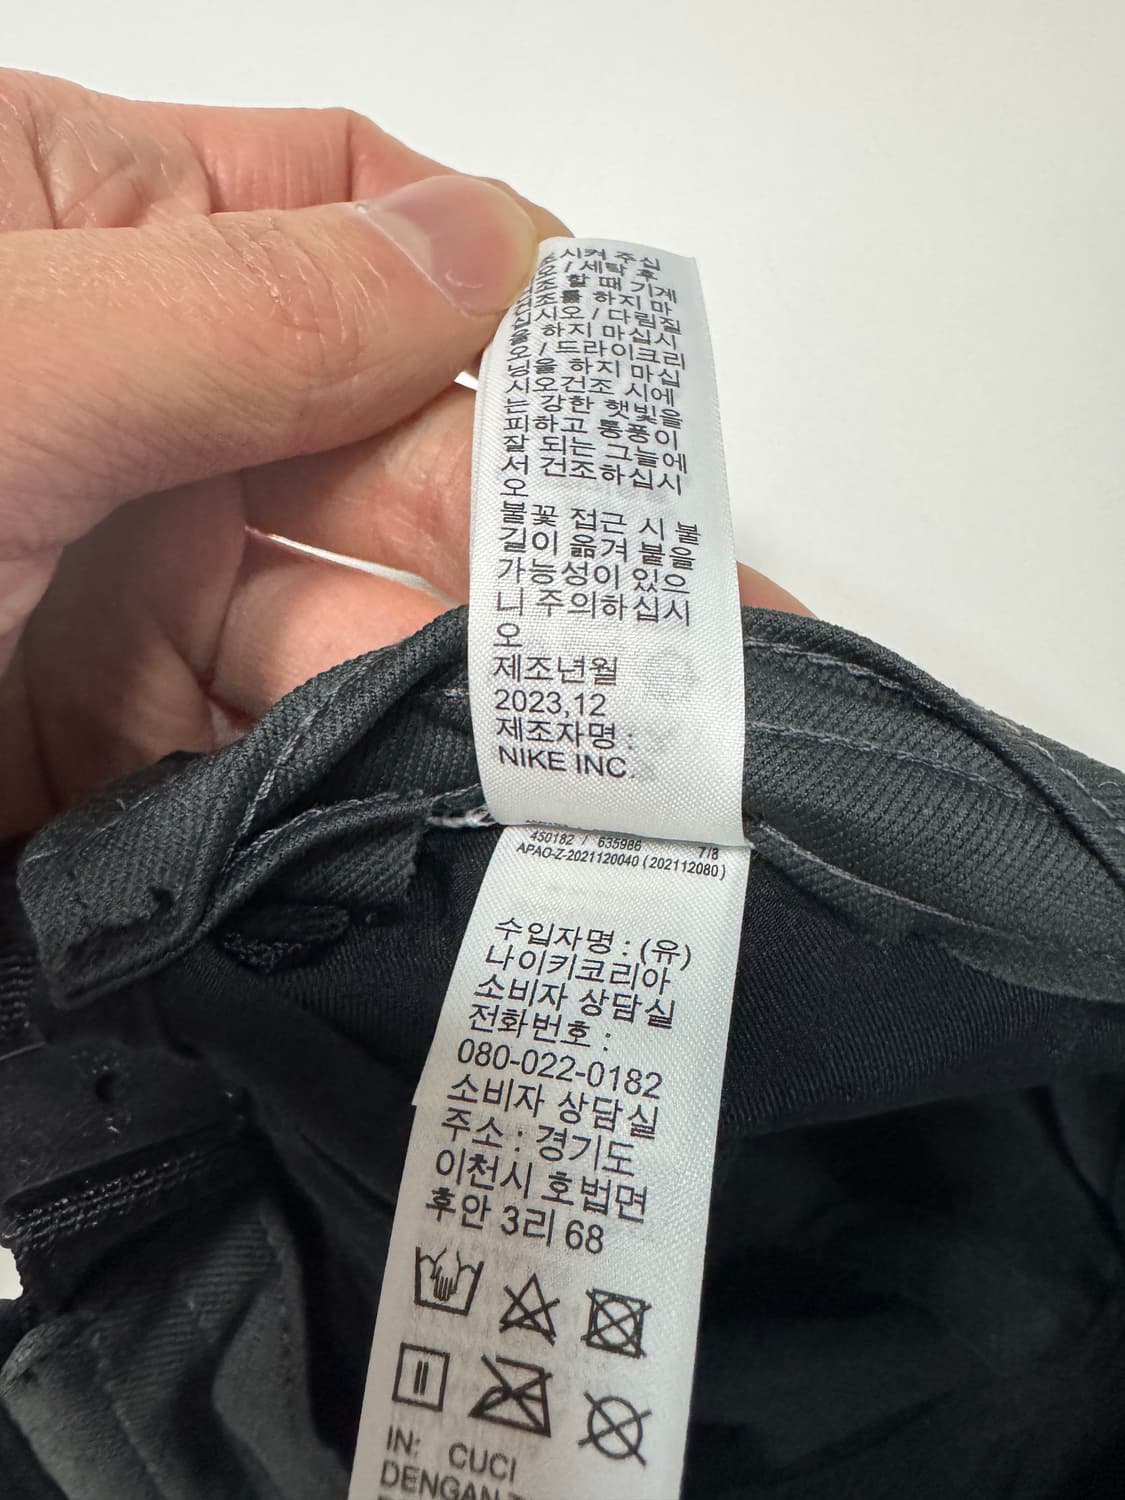 시켜 주십
오 / 세탁 후
건조 할 때 기계
건조를 하지 마
십시오 / 다림질
을 하지 마십시
오 / 드라이크리
닝을 하지 마십
시오건조 시에
는 강한 햇빛을
피하고 통풍이
잘 되는 그늘에
서 건조하십시
오
불꽃 접근 시 불
길이 옮겨 붙을
가능성이 있으
니 주의하십시
오
제조년월
2023,12
제조자명 :
NIKE INC.
450182 / 635986 7/8
APAO-Z-2021120040 ( 202112080 )
수입자명 : (유)
나이키코리아
소비자 상담실
전화번호 :
080-022-0182
소비자 상담실
주소 : 경기도
이천시 호법면
후안 3리 68
IN: CUCI
DENGAN